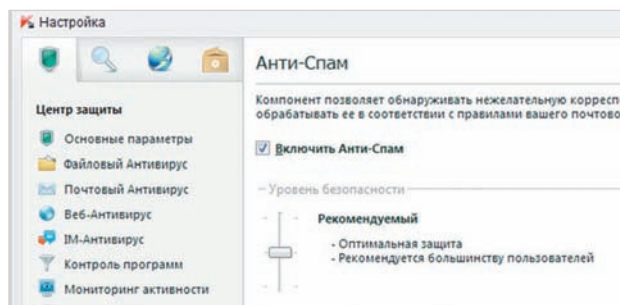 Настройка
Анти-Спам
Центр защиты
Основные параметры
Файловый Антивирус
Почтовый Антивирус
Веб-Антивирус
IM-Антивирус
Контроль программ
Мониторинг активности
Компонент позволяет обнаруживать нежелательную корресп
обрабатывать ее в соответствии с правилами вашего почтово
Включить Анти-Спам
Уровень безопасности
Рекомендуемый
- Оптимальная защита
- Рекомендуется большинству пользователей